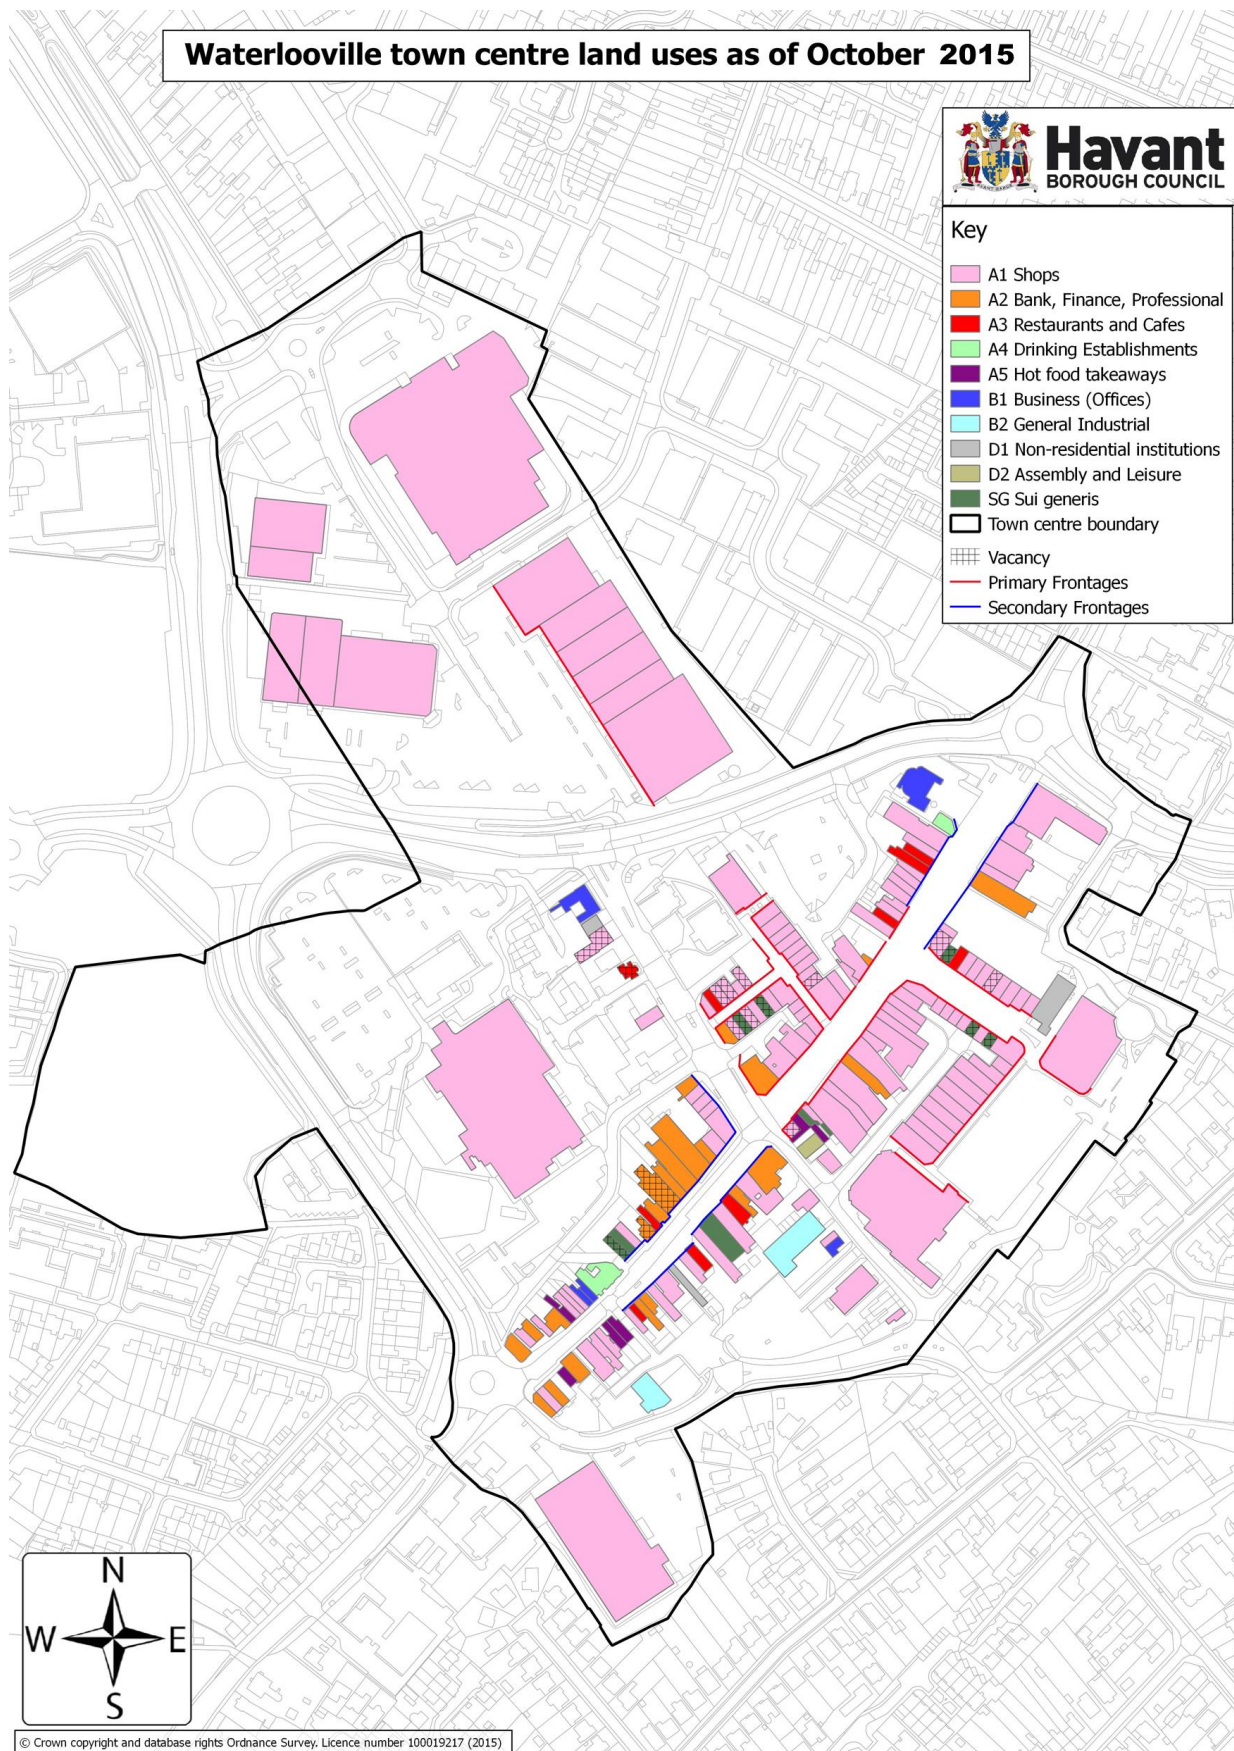 Waterlooville town centre land uses as of October 2015
Havant
BOROUGH COUNCIL
Key
A1 Shops
A2 Bank, Finance, Professional
A3 Restaurants and Cafes
A4 Drinking Establishments
A5 Hot food takeaways
B1 Business (Offices)
B2 General Industrial
D1 Non-residential institutions
D2 Assembly and Leisure
SG Sui generis
Town centre boundary
Vacancy
Primary Frontages
Secondary Frontages
N
W E
S
© Crown copyright and database rights Ordnance Survey. Licence number 100019217 (2015)